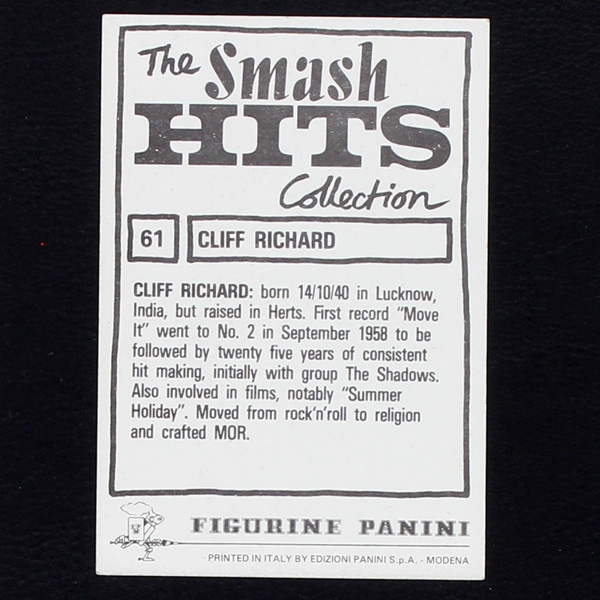 The Smash
HITS
Collection
61 CLIFF RICHARD
CLIFF RICHARD: born 14/10/40 in Lucknow,
India, but raised in Herts. First record “Move
It” went to No. 2 in September 1958 to be
followed by twenty five years of consistent
hit making, initially with group The Shadows.
Also involved in films, notably “Summer
Holiday”. Moved from rock’n’roll to religion
and crafted MOR.
FIGURINE PANINI
PRINTED IN ITALY BY EDIZIONI PANINI S.p.A. - MODENA